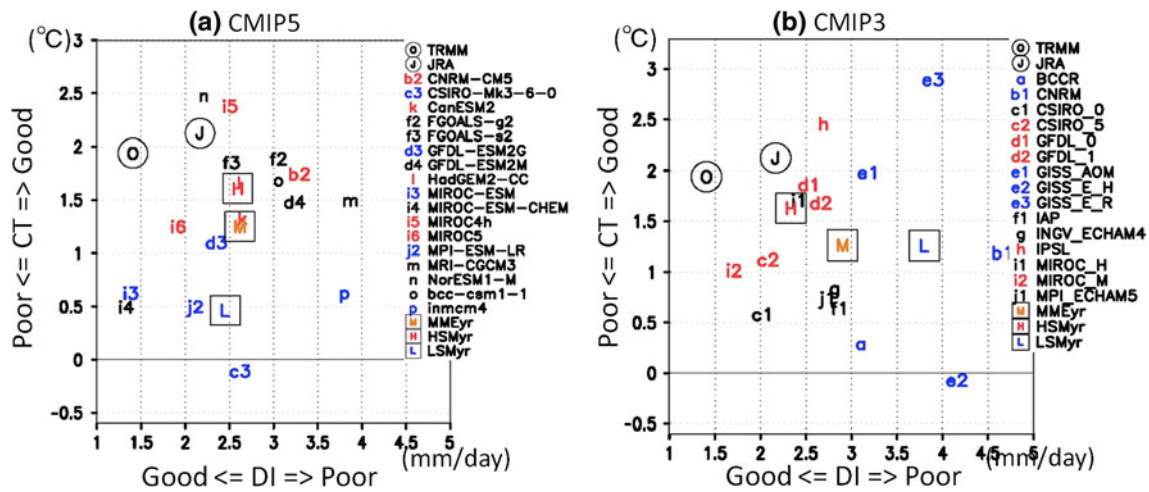 (a) CMIP5
(°C)
3
2.5
2
1.5
1
0.5
0
-0.5
Poor <= CT => Good
1 1.5 2 2.5 3 3.5 4 4.5 5
Good <= DI => Poor
(mm/day)
O TRMM
J JRA
b2 CNRM-CM5
c3 CSIRO-Mk3-6-0
k CanESM2
f2 FGOALS-g2
f3 FGOALS-s2
d3 GFDL-ESM2G
d4 GFDL-ESM2M
l HadGEM2-CC
i3 MIROC-ESM
i4 MIROC-ESM-CHEM
i5 MIROC4h
i6 MIROC5
j2 MPI-ESM-LR
m MRI-CGCM3
n NorESM1-M
o bcc-csm1-1
p inmcm4
M MMEyr
H HSMyr
L LSMyr
n
i5
J
O
f3
f2
b2
o
H
d4
m
k
M
i6
d3
i3
i4
j2
L
p
c3
(b) CMIP3
(°C)
3
2.5
2
1.5
1
0.5
0
-0.5
Poor <= CT => Good
1 1.5 2 2.5 3 3.5 4 4.5 5
Good <= DI => Poor
(mm/day)
O TRMM
J JRA
a BCCR
b1 CNRM
c1 CSIRO_0
c2 CSIRO_5
d1 GFDL_0
d2 GFDL_1
e1 GISS_AOM
e2 GISS_E_H
e3 GISS_E_R
f1 IAP
g INGV_ECHAM4
h IPSL
i1 MIROC_H
i2 MIROC_M
j1 MPI_ECHAM5
M MMEyr
H HSMyr
L LSMyr
e3
h
J
O
e1
d1
i1
d2
H
M
L
b1
c2
i2
g
j1
f1
c1
a
e2